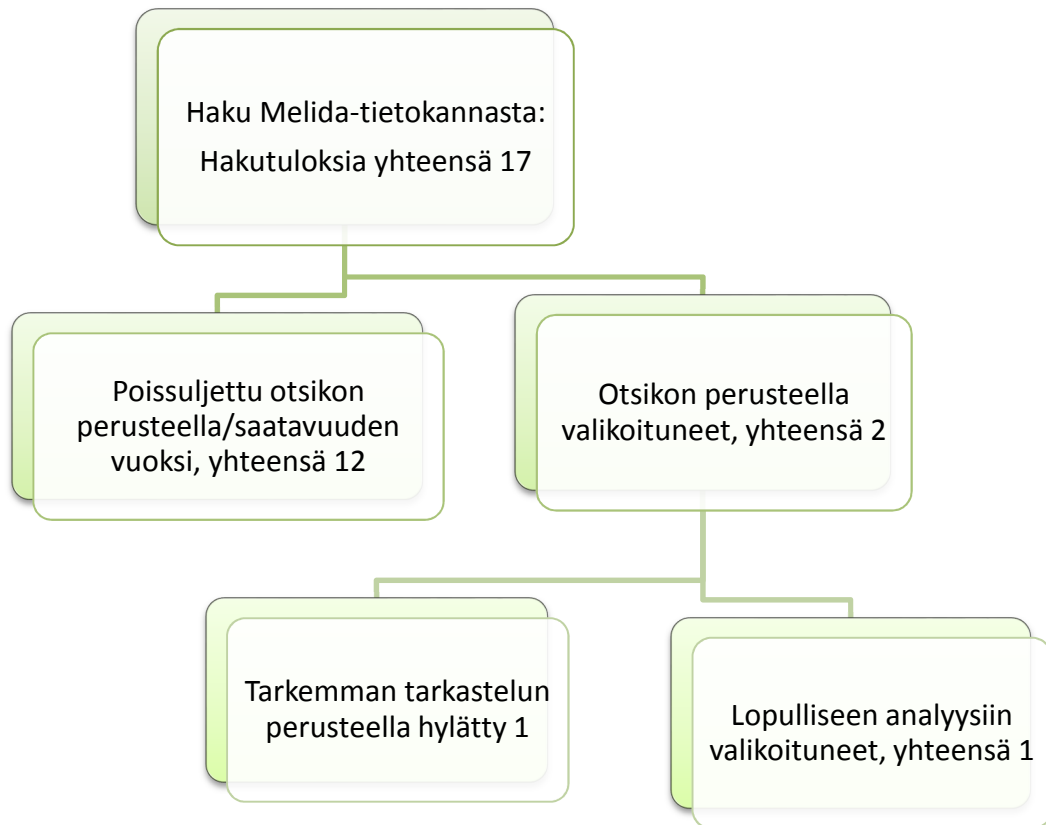 Haku Melida-tietokannasta:
Hakutuloksia yhteensä 17
Poissuljettu otsikon
perusteella/saatavuuden
vuoksi, yhteensä 12
Otsikon perusteella
valikoituneet, yhteensä 2
Tarkemman tarkastelun
perusteella hylätty 1
Lopulliseen analyysiin
valikoituneet, yhteensä 1